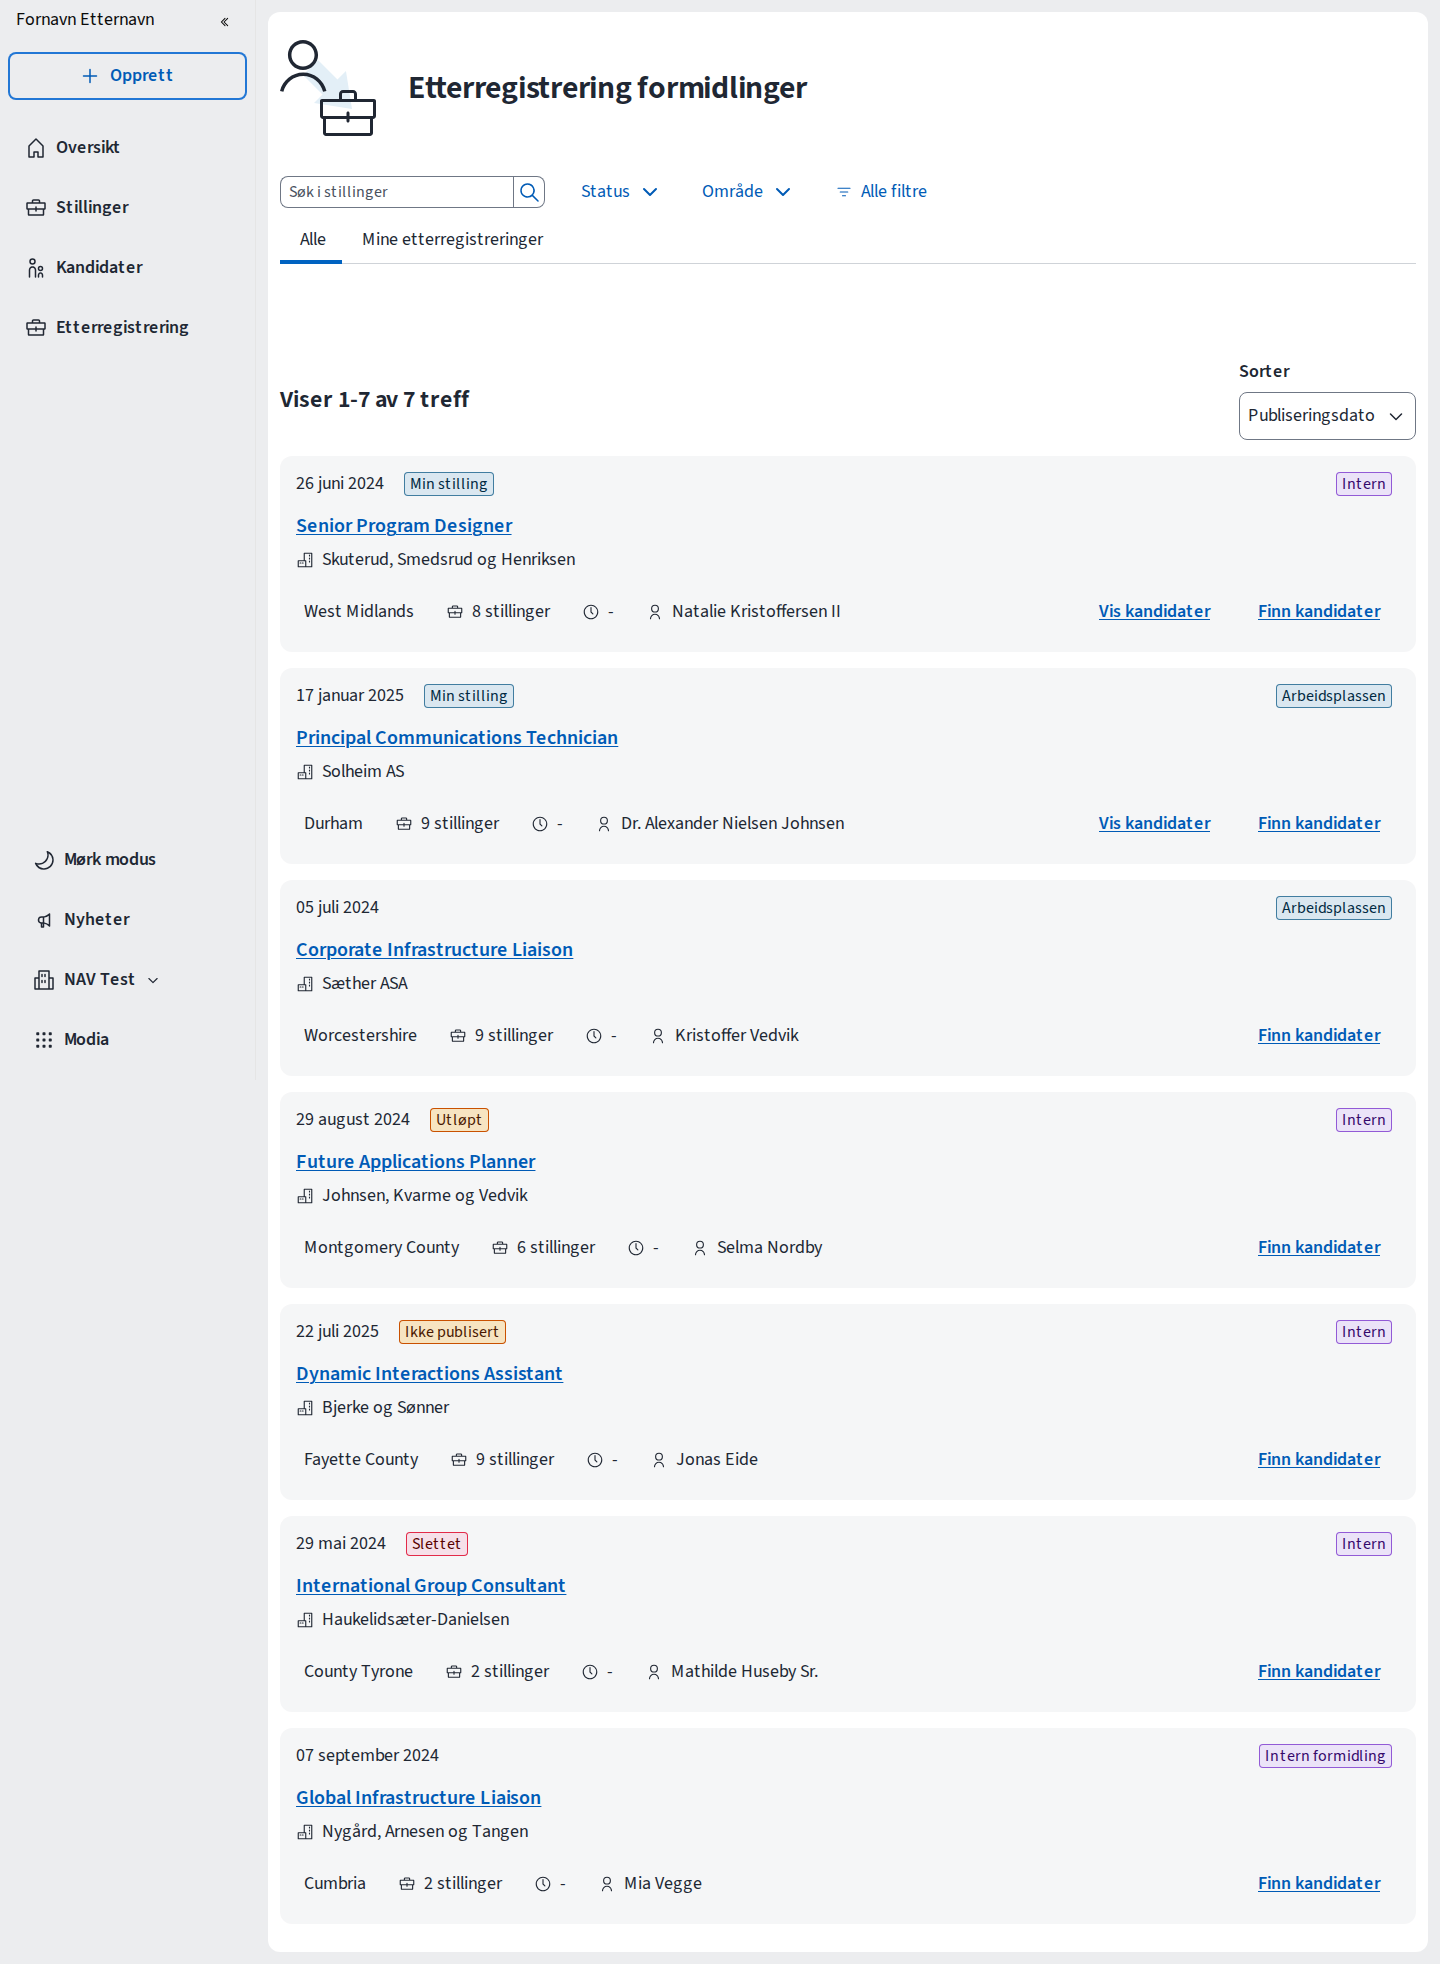 Fornavn Etternavn
Opprett
Oversikt
Stillinger
Kandidater
Etterregistrering
Mørk modus
Nyheter
NAV Test
Modia
Etterregistrering formidlinger
Søk i stillinger
Status
Område
Alle filtre
Alle
Mine etterregistreringer
Viser 1-7 av 7 treff
Sorter
Publiseringsdato
26 juni 2024 Min stilling Intern
Senior Program Designer
Skuterud, Smedsrud og Henriksen
West Midlands 8 stillinger - Natalie Kristoffersen II Vis kandidater Finn kandidater
17 januar 2025 Min stilling Arbeidsplassen
Principal Communications Technician
Solheim AS
Durham 9 stillinger - Dr. Alexander Nielsen Johnsen Vis kandidater Finn kandidater
05 juli 2024 Arbeidsplassen
Corporate Infrastructure Liaison
Sæther ASA
Worcestershire 9 stillinger - Kristoffer Vedvik Finn kandidater
29 august 2024 Utløpt Intern
Future Applications Planner
Johnsen, Kvarme og Vedvik
Montgomery County 6 stillinger - Selma Nordby Finn kandidater
22 juli 2025 Ikke publisert Intern
Dynamic Interactions Assistant
Bjerke og Sønner
Fayette County 9 stillinger - Jonas Eide Finn kandidater
29 mai 2024 Slettet Intern
International Group Consultant
Haukelidsæter-Danielsen
County Tyrone 2 stillinger - Mathilde Huseby Sr. Finn kandidater
07 september 2024 Intern formidling
Global Infrastructure Liaison
Nygård, Arnesen og Tangen
Cumbria 2 stillinger - Mia Vegge Finn kandidater